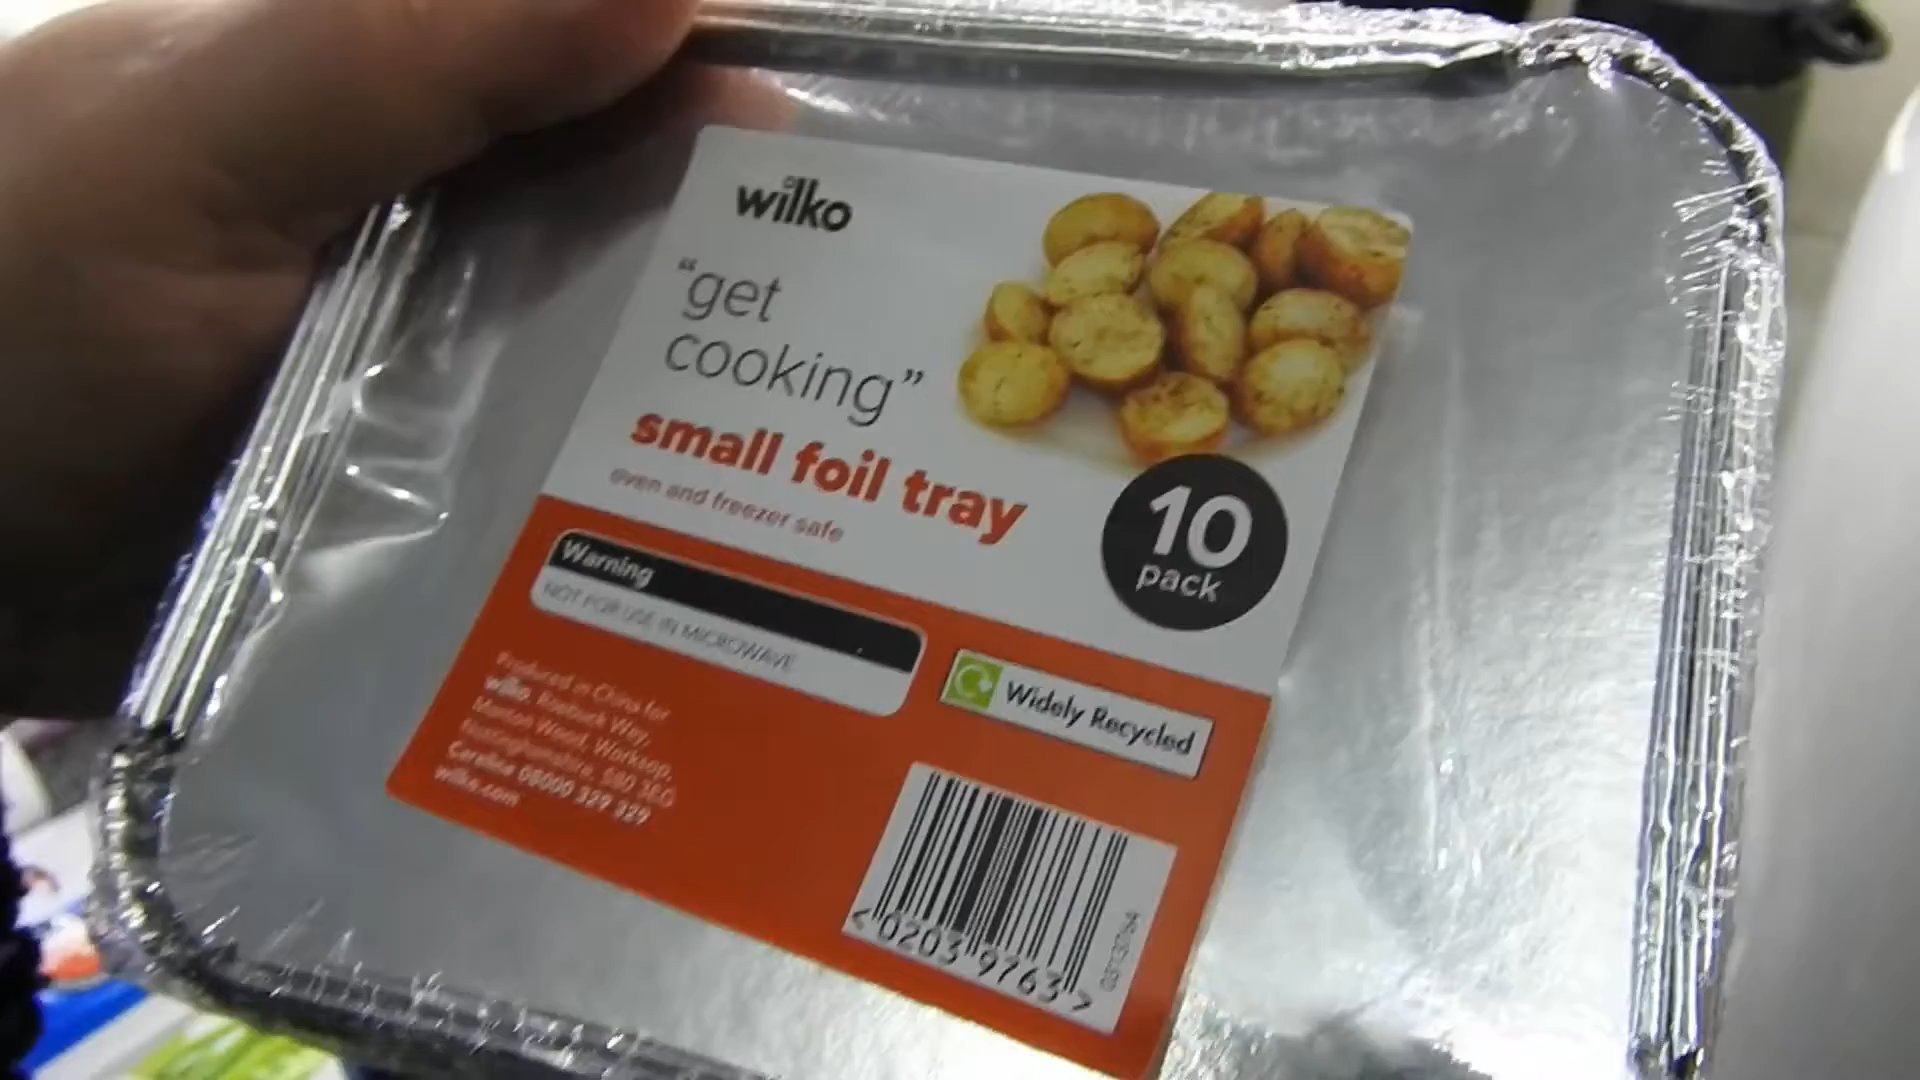 wilko
“get
cooking”
small foil tray
oven and freezer safe
10
pack
Warning
NOT FOR USE IN MICROWAVE
Widely Recycled
Produced in China for
wilko, Roebuck Way,
Manton Wood, Worksop,
Nottinghamshire, S80 3EG
Careline 08000 329 329
wilko.com
<0203 9763>